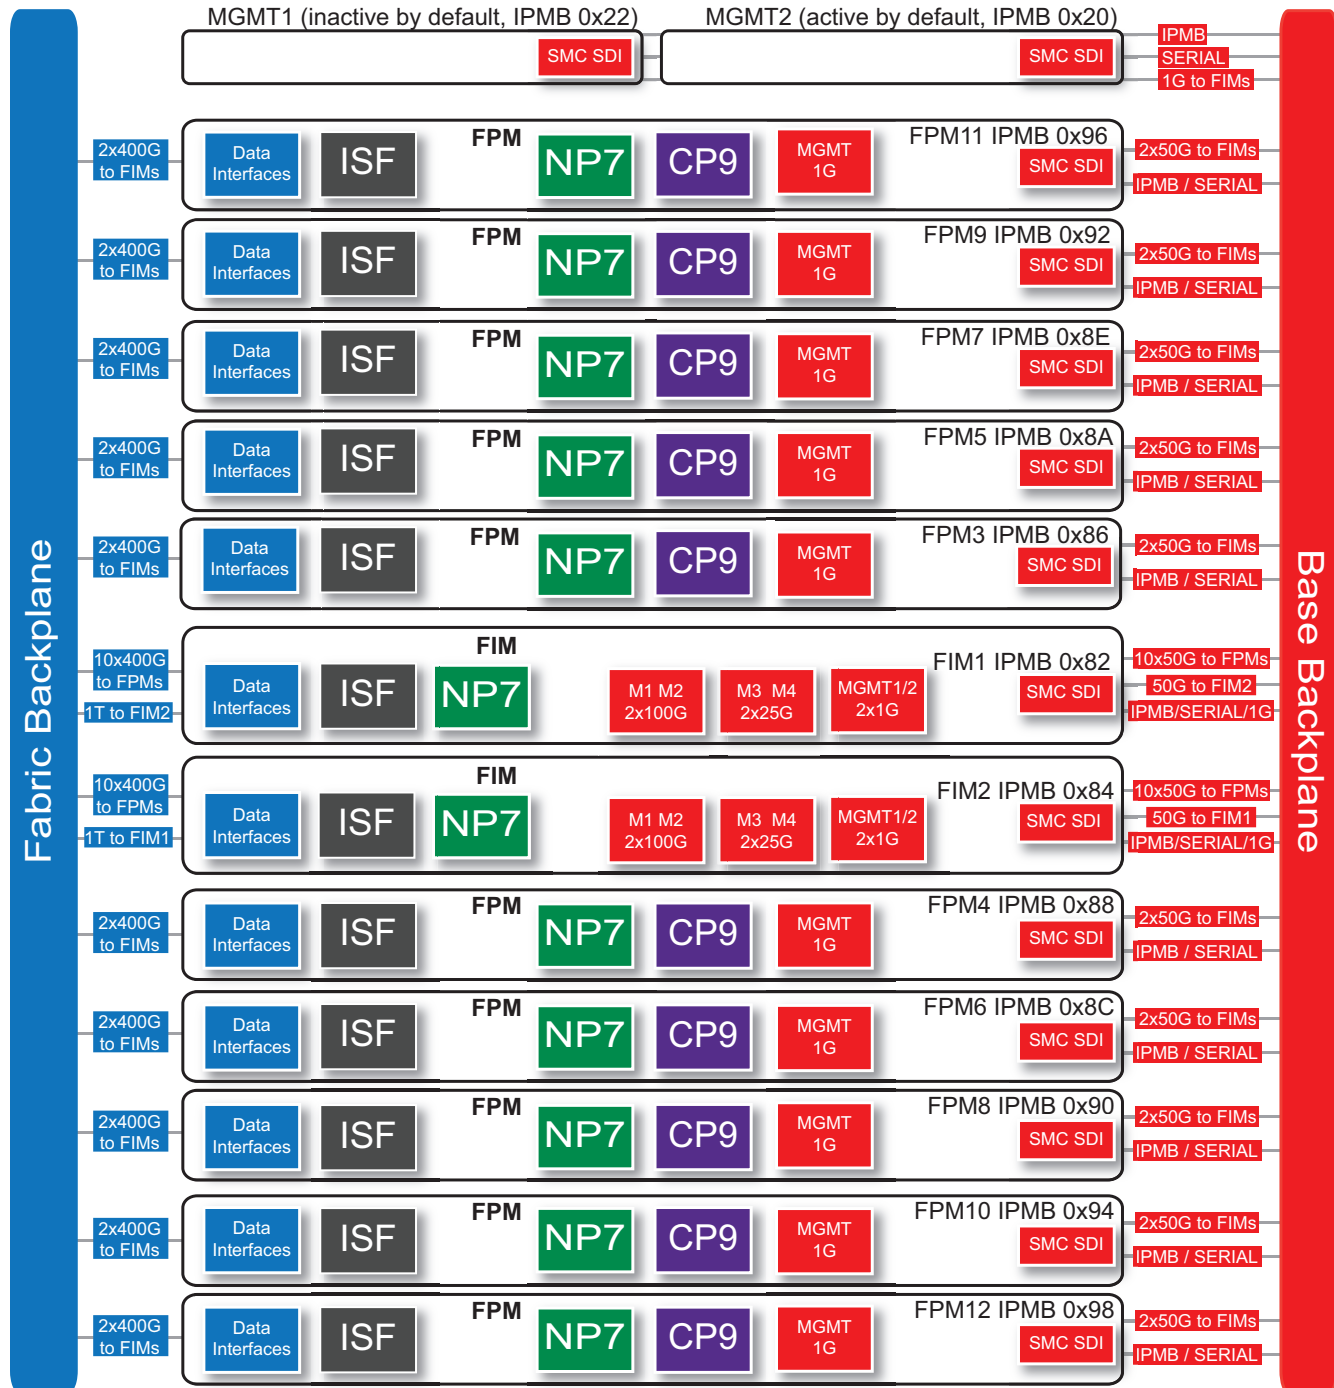 MGMT1 (inactive by default, IPMB 0x22)
MGMT2 (active by default, IPMB 0x20)
SMC SDI
SMC SDI
IPMB
SERIAL
1G to FIMs
Fabric Backplane
Base Backplane
2x400G
to FIMs
Data
Interfaces
ISF
FPM
NP7
CP9
MGMT
1G
FPM11 IPMB 0x96
SMC SDI
2x50G to FIMs
IPMB / SERIAL
2x400G
to FIMs
Data
Interfaces
ISF
FPM
NP7
CP9
MGMT
1G
FPM9 IPMB 0x92
SMC SDI
2x50G to FIMs
IPMB / SERIAL
2x400G
to FIMs
Data
Interfaces
ISF
FPM
NP7
CP9
MGMT
1G
FPM7 IPMB 0x8E
SMC SDI
2x50G to FIMs
IPMB / SERIAL
2x400G
to FIMs
Data
Interfaces
ISF
FPM
NP7
CP9
MGMT
1G
FPM5 IPMB 0x8A
SMC SDI
2x50G to FIMs
IPMB / SERIAL
2x400G
to FIMs
Data
Interfaces
ISF
FPM
NP7
CP9
MGMT
1G
FPM3 IPMB 0x86
SMC SDI
2x50G to FIMs
IPMB / SERIAL
10x400G
to FPMs
1T to FIM2
Data
Interfaces
ISF
FIM
NP7
M1 M2
2x100G
M3 M4
2x25G
MGMT1/2
2x1G
FIM1 IPMB 0x82
SMC SDI
10x50G to FPMs
50G to FIM2
IPMB/SERIAL/1G
10x400G
to FPMs
1T to FIM1
Data
Interfaces
ISF
FIM
NP7
M1 M2
2x100G
M3 M4
2x25G
MGMT1/2
2x1G
FIM2 IPMB 0x84
SMC SDI
10x50G to FPMs
50G to FIM1
IPMB/SERIAL/1G
2x400G
to FIMs
Data
Interfaces
ISF
FPM
NP7
CP9
MGMT
1G
FPM4 IPMB 0x88
SMC SDI
2x50G to FIMs
IPMB / SERIAL
2x400G
to FIMs
Data
Interfaces
ISF
FPM
NP7
CP9
MGMT
1G
FPM6 IPMB 0x8C
SMC SDI
2x50G to FIMs
IPMB / SERIAL
2x400G
to FIMs
Data
Interfaces
ISF
FPM
NP7
CP9
MGMT
1G
FPM8 IPMB 0x90
SMC SDI
2x50G to FIMs
IPMB / SERIAL
2x400G
to FIMs
Data
Interfaces
ISF
FPM
NP7
CP9
MGMT
1G
FPM10 IPMB 0x94
SMC SDI
2x50G to FIMs
IPMB / SERIAL
2x400G
to FIMs
Data
Interfaces
ISF
FPM
NP7
CP9
MGMT
1G
FPM12 IPMB 0x98
SMC SDI
2x50G to FIMs
IPMB / SERIAL